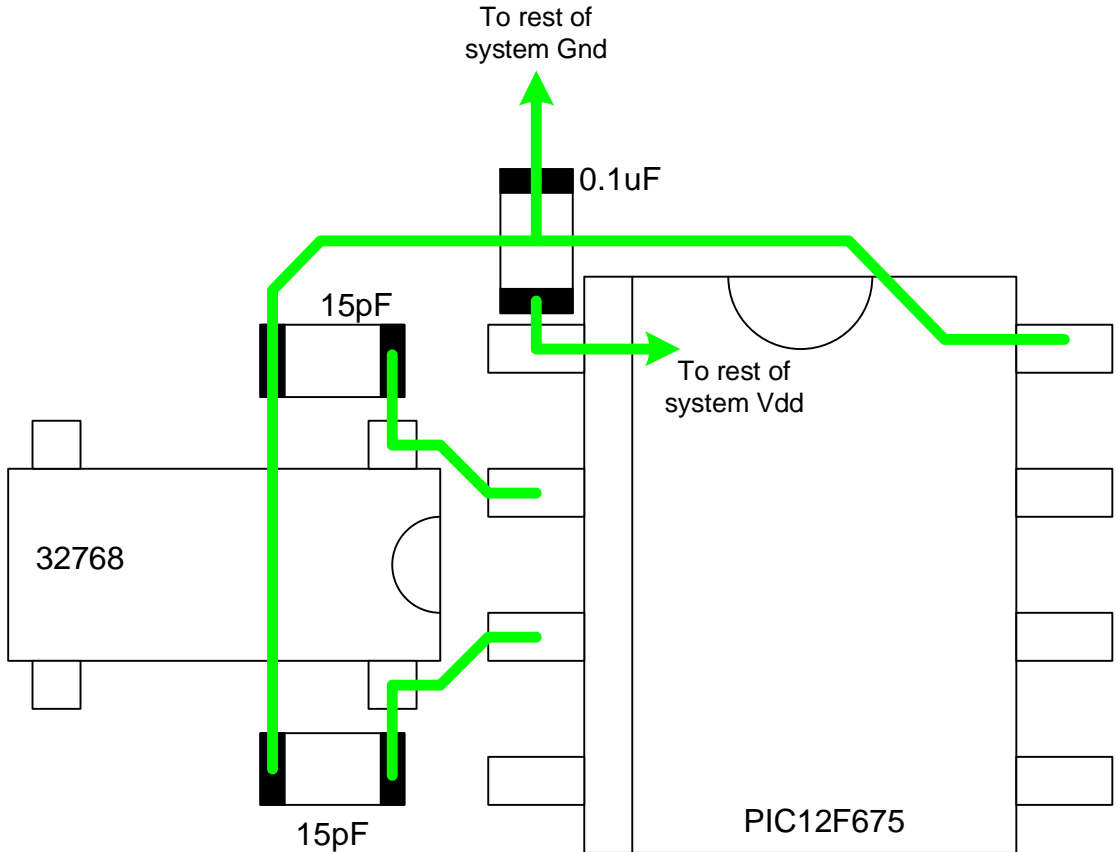 To rest of
system Gnd
0.1uF
15pF
To rest of
system Vdd
32768
15pF
PIC12F675